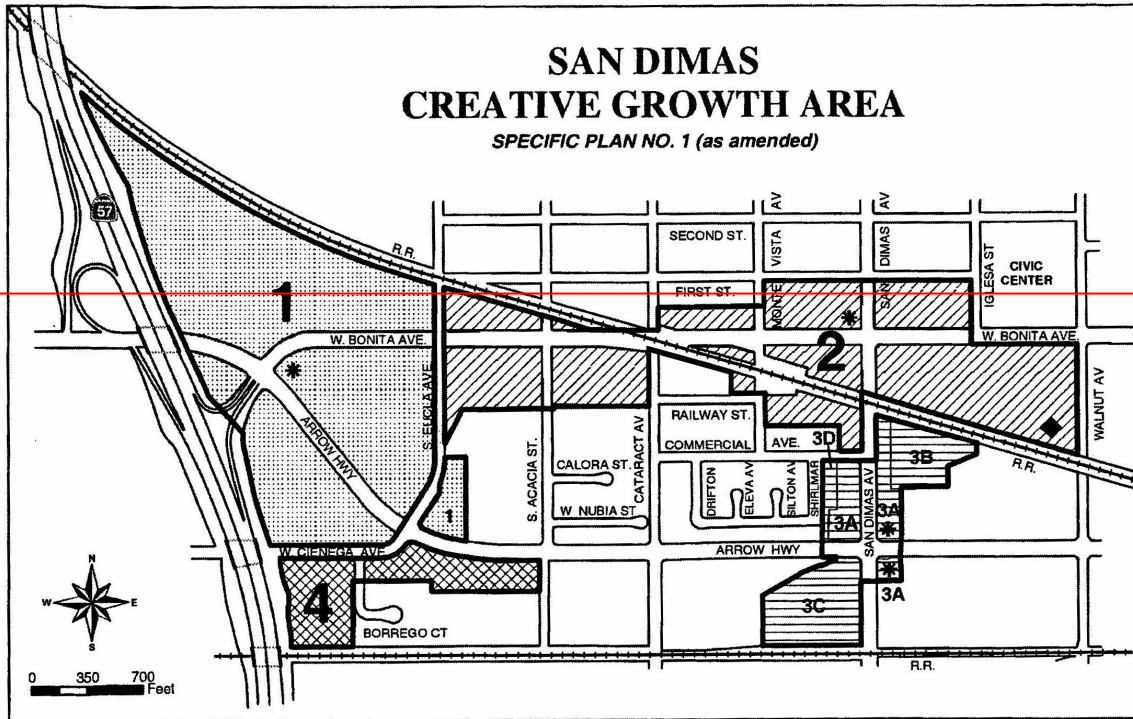 SAN DIMAS
CREATIVE GROWTH AREA
SPECIFIC PLAN NO. 1 (as amended)
57
R.R.
SECOND ST.
MONTE VISTA AV
SAN DIMAS AV
IGLESA ST
CIVIC
CENTER
FIRST ST.
1
W. BONITA AVE.
W. BONITA AVE.
2
S. EUCLA AVE.
ARROW HWY
WALNUT AV
RAILWAY ST.
COMMERCIAL AVE.
3D
3B
R.R.
S. ACACIA ST.
CALORA ST.
CATARACT AV
DRIFTON
ELEVA AV
SILTON AV
SHIRLMAR
SAN DIMAS AV
1
W NUBIA ST
3A
3A
W. CIENEGA AVE
ARROW HWY
3A
4
3C
BORREGO CT
R.R.
N
W
E
S
0 350 700
Feet